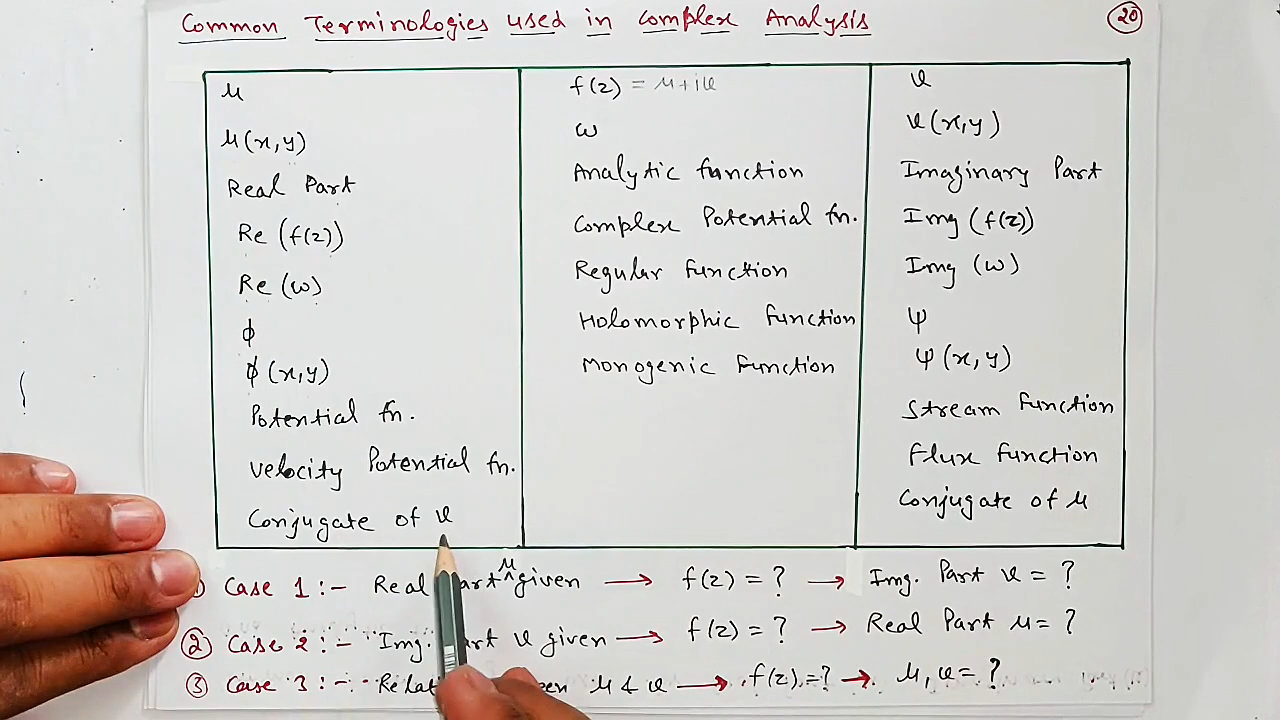 Common Terminologies used in Complex Analysis
20
u
u(x,y)
Real Part
Re(f(z))
Re(ω)
ϕ
ϕ(x,y)
Potential fn.
Velocity Potential fn.
Conjugate of v
f(z) = u+iv
ω
Analytic function
Complex Potential fn.
Regular function
Holomorphic function
Monogenic function
v
v(x,y)
Imaginary Part
Img(f(z))
Img(ω)
ψ
ψ(x,y)
Stream function
Flux function
Conjugate of u
Case 1:- Real Part u given → f(z) = ? → Img. Part v = ?
② Case 2:- Img. v given → f(z) = ? → Real Part u = ?
③ Case 3:- u & v → f(z) = ? → u, v = ?